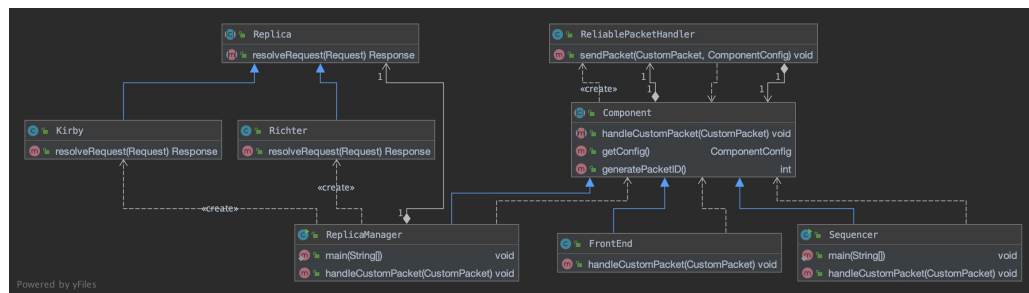 Replica
resolveRequest(Request) Response
ReliablePacketHandler
sendPacket(CustomPacket, ComponentConfig) void
1
1
1
1
1
«create»
Component
handleCustomPacket(CustomPacket) void
getConfig() ComponentConfig
generatePacketID() int
Kirby
resolveRequest(Request) Response
Richter
resolveRequest(Request) Response
«create»
«create»
1
ReplicaManager
main(String[]) void
handleCustomPacket(CustomPacket) void
FrontEnd
handleCustomPacket(CustomPacket) void
Sequencer
main(String[]) void
handleCustomPacket(CustomPacket) void
Powered by yFiles